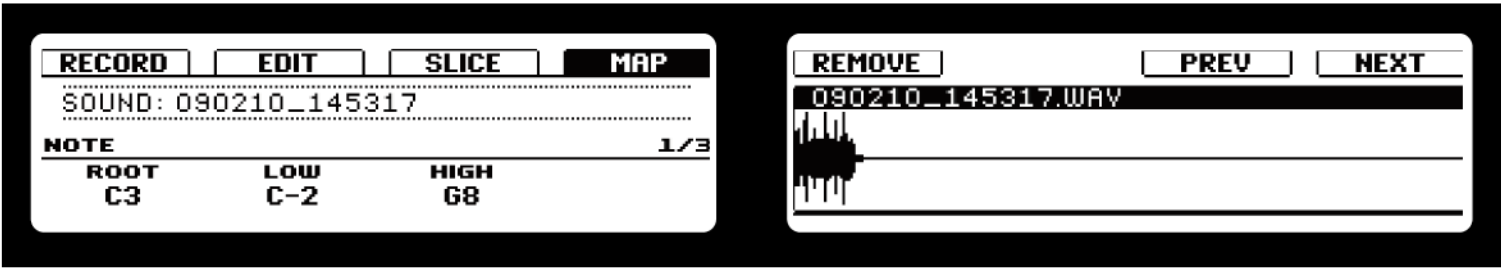 RECORD EDIT SLICE MAP
SOUND: 090210_145317
NOTE 1/3
ROOT LOW HIGH
C3 C-2 G8
REMOVE PREV NEXT
090210_145317.WAV